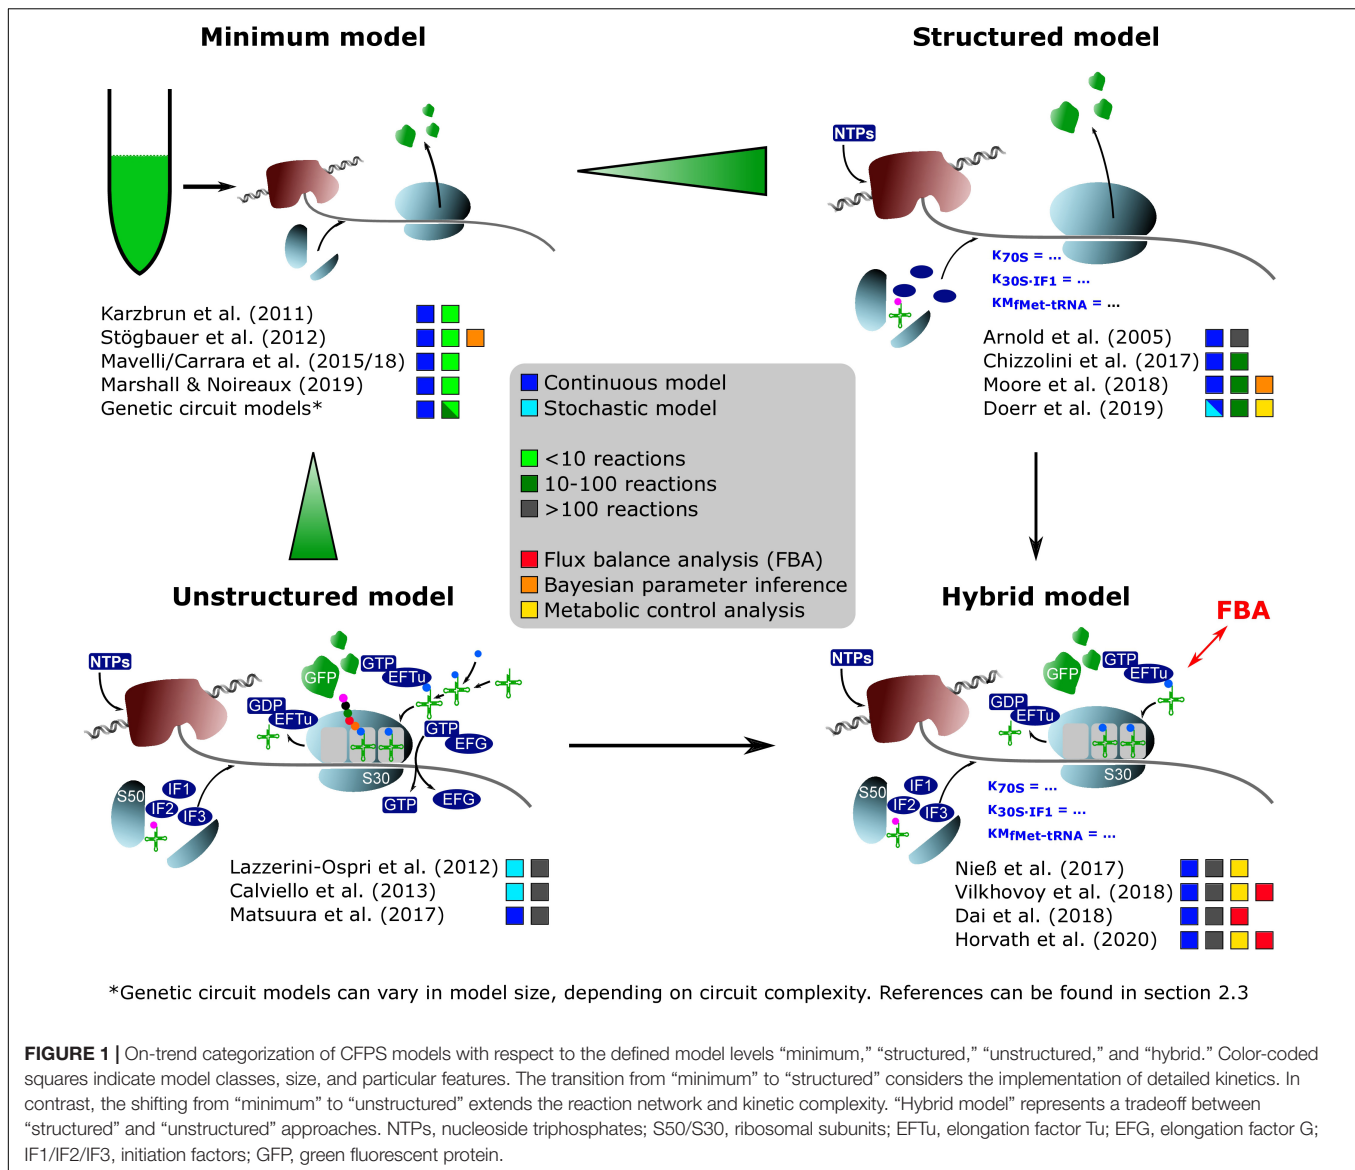 Minimum model
Structured model
NTPs
K70S = ...
K30S·IF1 = ...
KMfMet-tRNA = ...
Karzbrun et al. (2011)
Stögbauer et al. (2012)
Mavelli/Carrara et al. (2015/18)
Marshall & Noireaux (2019)
Genetic circuit models*
Arnold et al. (2005)
Chizzolini et al. (2017)
Moore et al. (2018)
Doerr et al. (2019)
Continuous model
Stochastic model
<10 reactions
10-100 reactions
>100 reactions
Flux balance analysis (FBA)
Bayesian parameter inference
Metabolic control analysis
Unstructured model
NTPs
GFP
GTP
EFTu
GDP
EFTu
GTP
EFG
S30
GTP
EFG
S50
IF1
IF2
IF3
Lazzerini-Ospri et al. (2012)
Calviello et al. (2013)
Matsuura et al. (2017)
Hybrid model
FBA
NTPs
GFP
GTP
EFTu
GDP
EFTu
S30
S50
IF1
IF2
IF3
K70S = ...
K30S·IF1 = ...
KMfMet-tRNA = ...
Nieß et al. (2017)
Vilkhovoy et al. (2018)
Dai et al. (2018)
Horvath et al. (2020)
*Genetic circuit models can vary in model size, depending on circuit complexity. References can be found in section 2.3
FIGURE 1 | On-trend categorization of CFPS models with respect to the defined model levels “minimum,” “structured,” “unstructured,” and “hybrid.” Color-coded
squares indicate model classes, size, and particular features. The transition from “minimum” to “structured” considers the implementation of detailed kinetics. In
contrast, the shifting from “minimum” to “unstructured” extends the reaction network and kinetic complexity. “Hybrid model” represents a tradeoff between
“structured” and “unstructured” approaches. NTPs, nucleoside triphosphates; S50/S30, ribosomal subunits; EFTu, elongation factor Tu; EFG, elongation factor G;
IF1/IF2/IF3, initiation factors; GFP, green fluorescent protein.